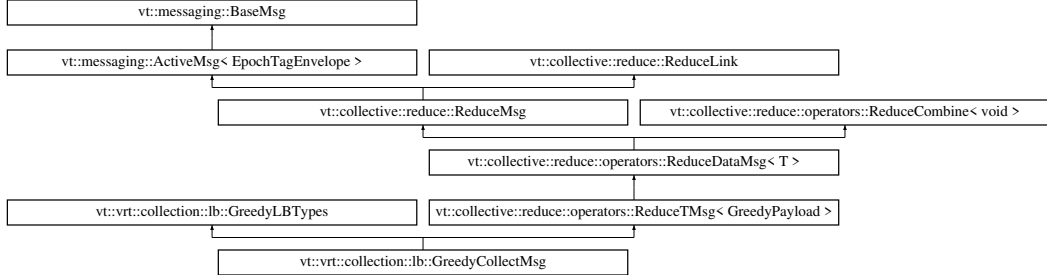 vt::messaging::BaseMsg
vt::messaging::ActiveMsg< EpochTagEnvelope >
vt::collective::reduce::ReduceLink
vt::collective::reduce::ReduceMsg
vt::collective::reduce::operators::ReduceCombine< void >
vt::collective::reduce::operators::ReduceDataMsg< T >
vt::vrt::collection::lb::GreedyLBTypes
vt::collective::reduce::operators::ReduceTMsg< GreedyPayload >
vt::vrt::collection::lb::GreedyCollectMsg